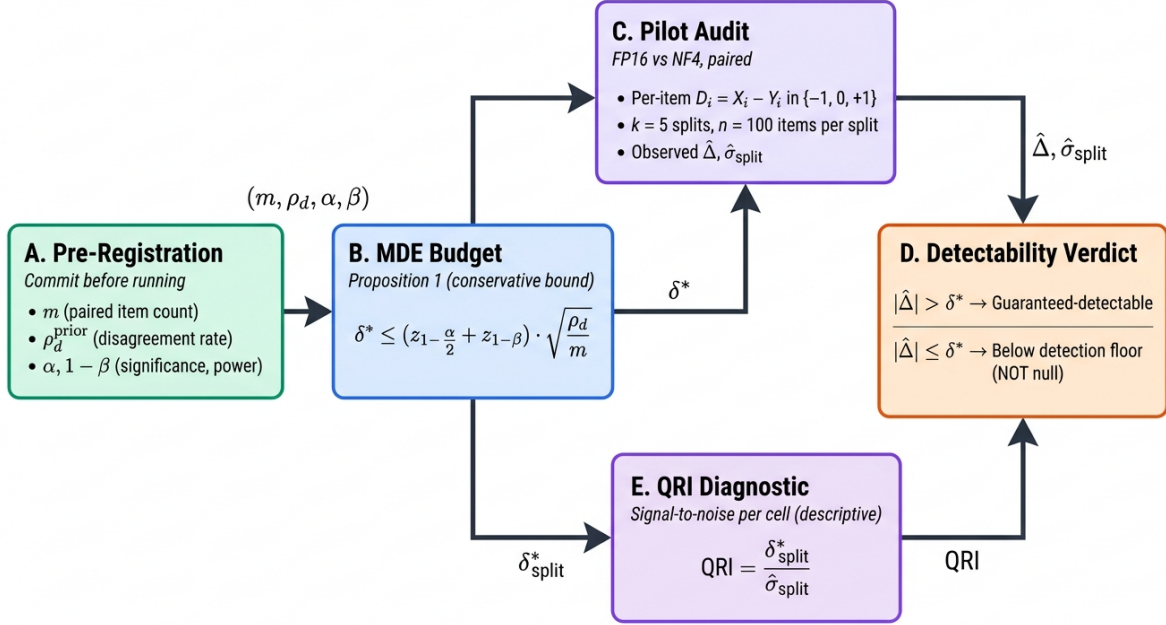 C. Pilot Audit
FP16 vs NF4, paired
• Per-item D_i = X_i − Y_i in {−1, 0, +1}
• k = 5 splits, n = 100 items per split
• Observed Δ̂, σ̂_split
Δ̂, σ̂_split
(m, ρ_d, α, β)
A. Pre-Registration
Commit before running
• m (paired item count)
• ρ_d^prior (disagreement rate)
• α, 1 − β (significance, power)
B. MDE Budget
Proposition 1 (conservative bound)
δ* ≤ (z_{1−α/2} + z_{1−β}) · √(ρ_d/m)
δ*
D. Detectability Verdict
|Δ̂| > δ* → Guaranteed-detectable
|Δ̂| ≤ δ* → Below detection floor
(NOT null)
E. QRI Diagnostic
Signal-to-noise per cell (descriptive)
QRI = δ*_split / σ̂_split
δ*_split
QRI